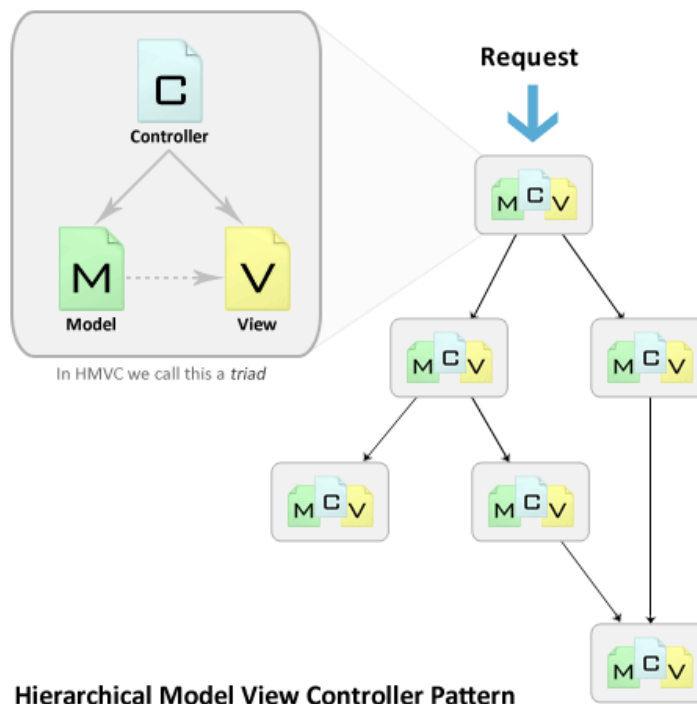 Request
C
Controller
M
V
Model
View
In HMVC we call this a triad
M C V
M C V
M C V
M C V
M C V
M C V
Hierarchical Model View Controller Pattern